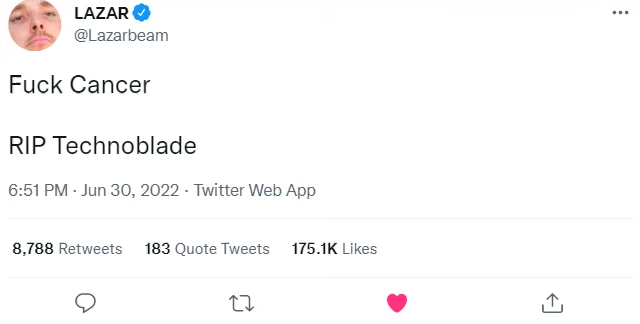 LAZAR
@Lazarbeam
Fuck Cancer
RIP Technoblade
6:51 PM · Jun 30, 2022 · Twitter Web App
8,788 Retweets 183 Quote Tweets 175.1K Likes